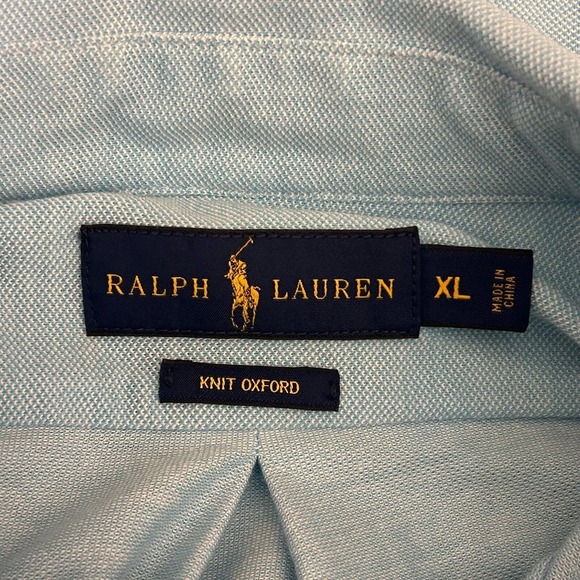 RALPH LAUREN
XL
MADE IN
CHINA
KNIT OXFORD